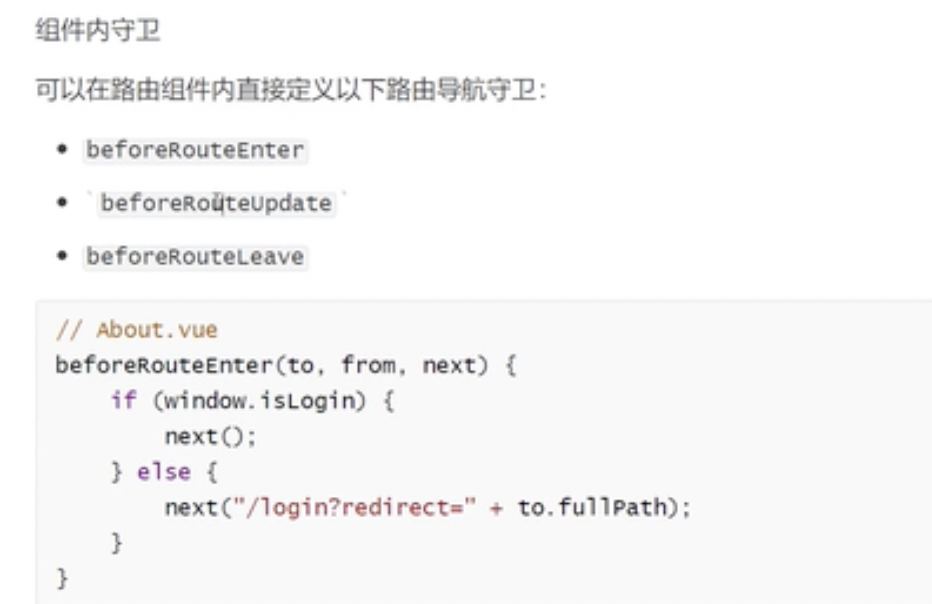 组件内守卫
可以在路由组件内直接定义以下路由导航守卫：
• beforeRouteEnter
• `beforeRouteUpdate`
• beforeRouteLeave
// About.vue
beforeRouteEnter(to, from, next) {
    if (window.isLogin) {
        next();
    } else {
        next("/login?redirect=" + to.fullPath);
    }
}